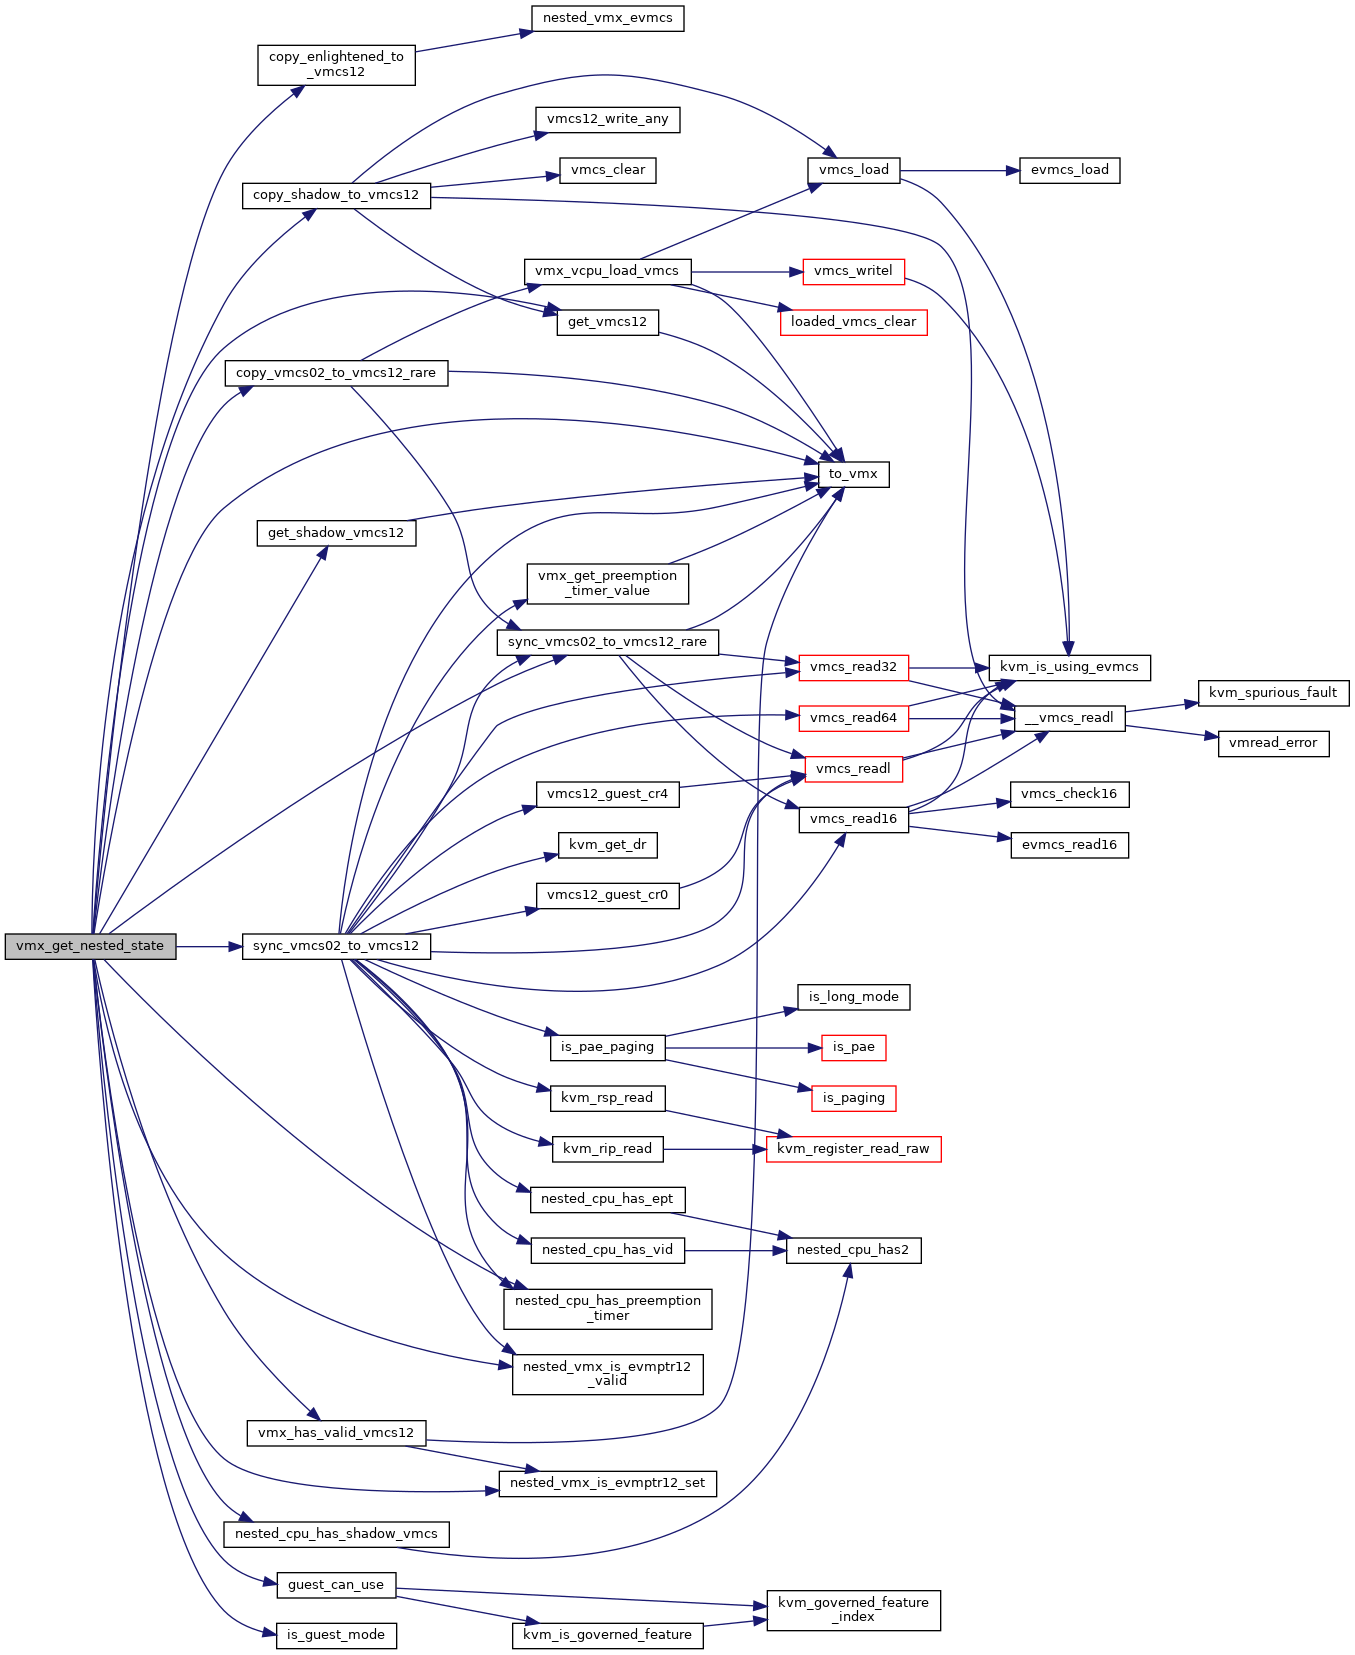 nested_vmx_evmcs
copy_enlightened_to
_vmcs12
vmcs12_write_any
vmcs_clear
vmcs_load
evmcs_load
copy_shadow_to_vmcs12
vmx_vcpu_load_vmcs
vmcs_writel
get_vmcs12
loaded_vmcs_clear
copy_vmcs02_to_vmcs12_rare
to_vmx
get_shadow_vmcs12
vmx_get_preemption
_timer_value
sync_vmcs02_to_vmcs12_rare
vmcs_read32
kvm_is_using_evmcs
kvm_spurious_fault
vmcs_read64
__vmcs_readl
vmread_error
vmcs_readl
vmcs12_guest_cr4
vmcs_check16
vmcs_read16
kvm_get_dr
evmcs_read16
vmcs12_guest_cr0
vmx_get_nested_state
sync_vmcs02_to_vmcs12
is_long_mode
is_pae_paging
is_pae
kvm_rsp_read
is_paging
kvm_rip_read
kvm_register_read_raw
nested_cpu_has_ept
nested_cpu_has_vid
nested_cpu_has2
nested_cpu_has_preemption
_timer
nested_vmx_is_evmptr12
_valid
vmx_has_valid_vmcs12
nested_vmx_is_evmptr12_set
nested_cpu_has_shadow_vmcs
guest_can_use
kvm_governed_feature
_index
is_guest_mode
kvm_is_governed_feature